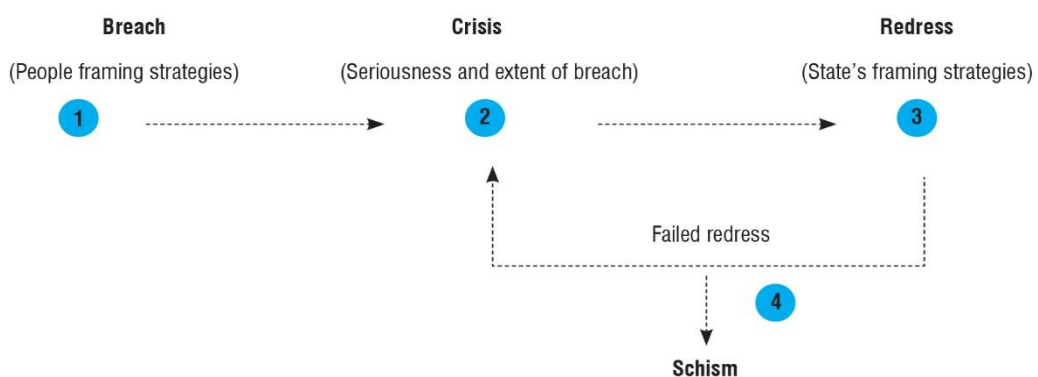 Breach
Crisis
Redress
(People framing strategies)
(Seriousness and extent of breach)
(State's framing strategies)
1
2
3
Failed redress
4
Schism